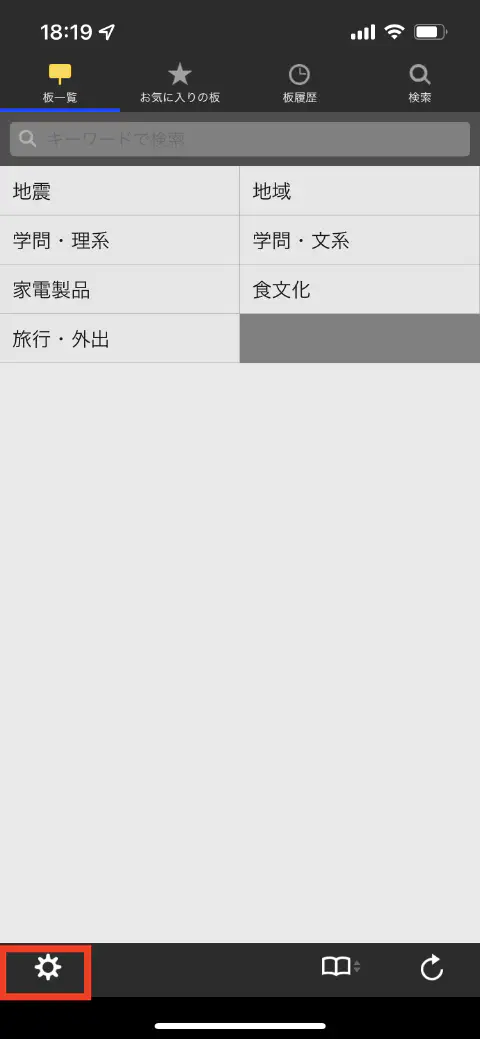 18:19
板一覧 お気に入りの板 板履歴 検索
キーワードで検索
地震 地域
学問・理系 学問・文系
家電製品 食文化
旅行・外出